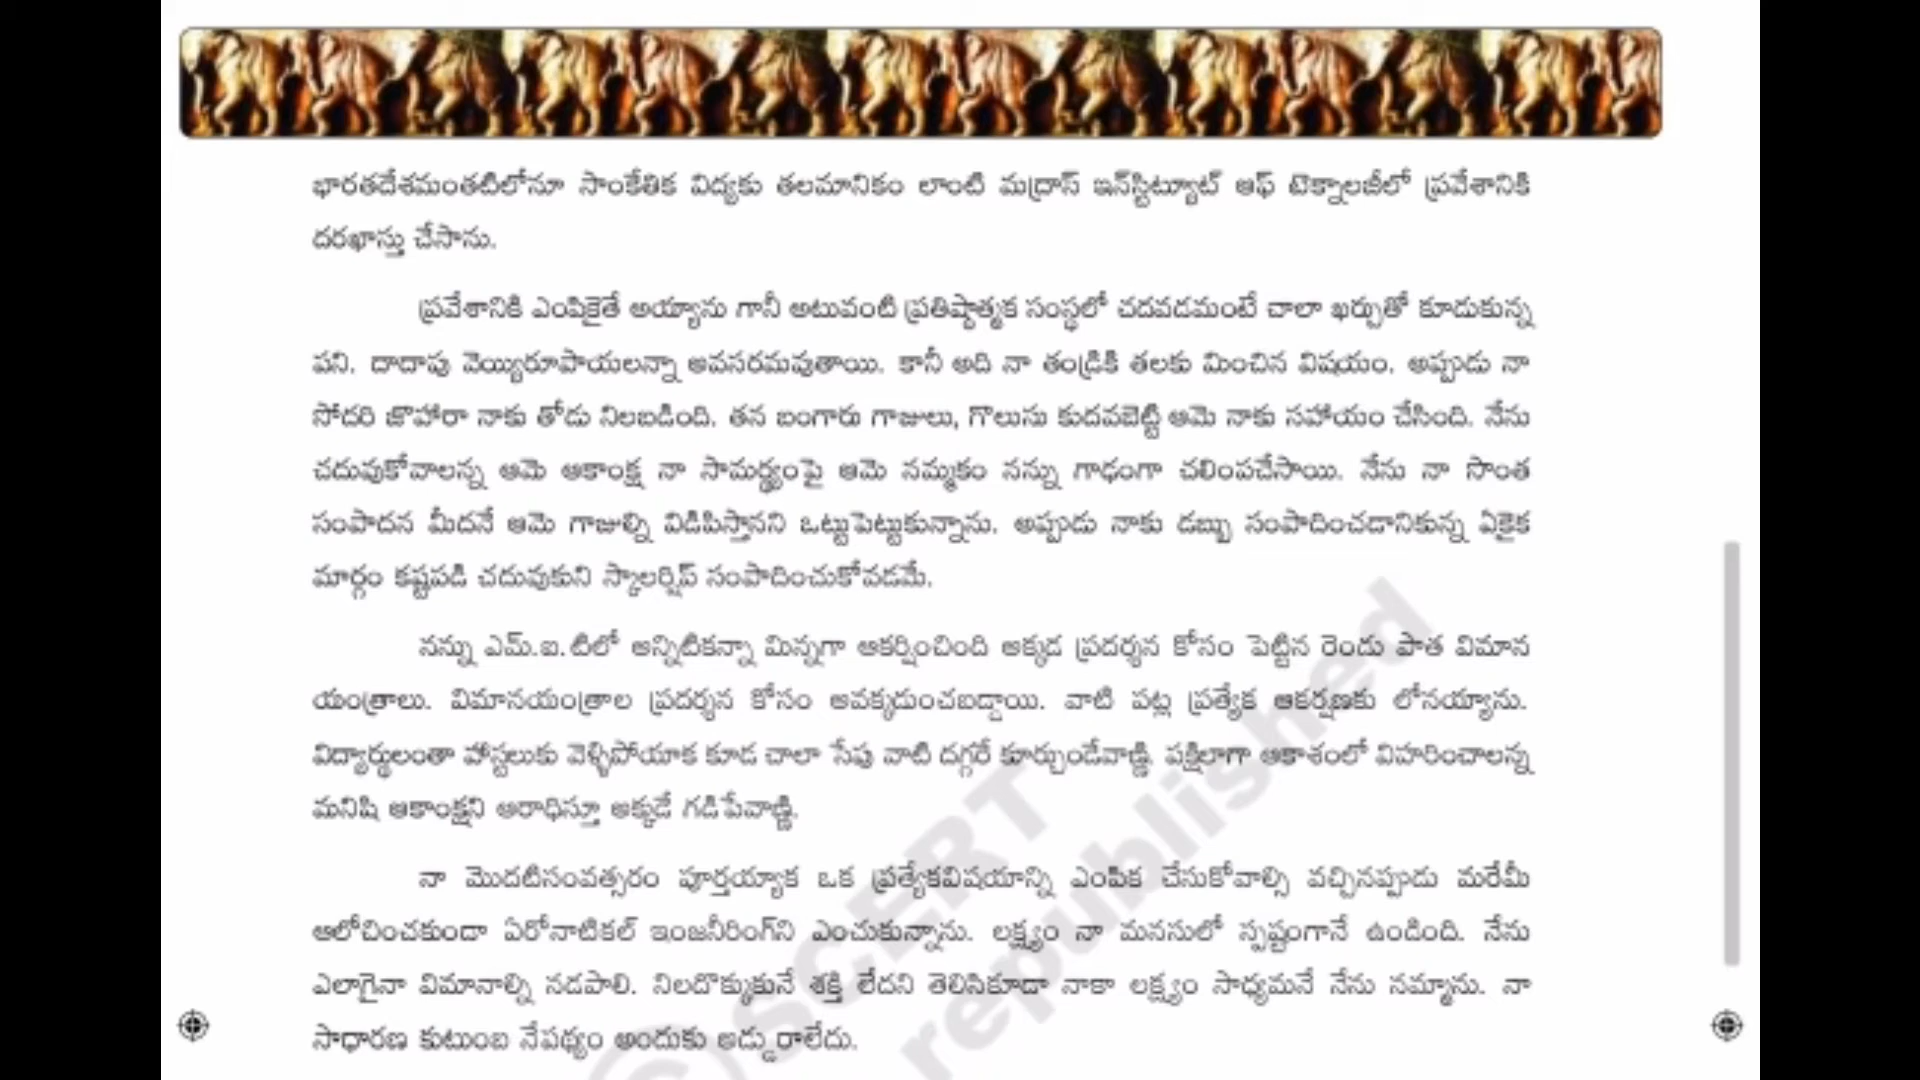 భారతదేశమంతటిలోనూ సాంకేతిక విద్యకు తలమానికం లాంటి మద్రాస్ ఇన్‌స్టిట్యూట్ ఆఫ్ టెక్నాలజీలో ప్రవేశానికి
దరఖాస్తు చేసాను.
ప్రవేశానికి ఎంపికైతే అయ్యాను గానీ అటువంటి ప్రతిష్ఠాత్మక సంస్థలో చదవడమంటే చాలా ఖర్చుతో కూడుకున్న
పని. దాదాపు వెయ్యిరూపాయలన్నా అవసరమవుతాయి. కానీ అది నా తండ్రికి తలకు మించిన విషయం. అప్పుడు నా
సోదరి జొహారా నాకు తోడు నిలబడింది. తన బంగారు గాజులు, గొలుసు కుదవబెట్టి ఆమె నాకు సహాయం చేసింది. నేను
చదువుకోవాలన్న ఆమె ఆకాంక్ష నా సామర్థ్యంపై ఆమె నమ్మకం నన్ను గాఢంగా చలింపచేసాయి. నేను నా సొంత
సంపాదన మీదనే ఆమె గాజుల్ని విడిపిస్తానని ఒట్టుపెట్టుకున్నాను. అప్పుడు నాకు డబ్బు సంపాదించడానికున్న ఏకైక
మార్గం కష్టపడి చదువుకుని స్కాలర్షిప్ సంపాదించుకోవడమే.
నన్ను ఎమ్.ఐ.టిలో అన్నిటికన్నా మిన్నగా ఆకర్షించింది అక్కడ ప్రదర్శన కోసం పెట్టిన రెండు పాత విమాన
యంత్రాలు. విమానయంత్రాల ప్రదర్శన కోసం అవక్కడుంచబడ్డాయి. వాటి పట్ల ప్రత్యేక ఆకర్షణకు లోనయ్యాను.
విద్యార్థులంతా హాస్టలుకు వెళ్ళిపోయాక కూడ చాలా సేపు వాటి దగ్గరే కూర్చుండేవాణ్ణి. పక్షిలాగా ఆకాశంలో విహరించాలన్న
మనిషి ఆకాంక్షని ఆరాధిస్తూ అక్కడే గడిపేవాణ్ణి.
నా మొదటిసంవత్సరం పూర్తయ్యాక ఒక ప్రత్యేకవిషయాన్ని ఎంపిక చేసుకోవాల్సి వచ్చినప్పుడు మరేమీ
ఆలోచించకుండా ఏరోనాటికల్ ఇంజనీరింగ్‌ని ఎంచుకున్నాను. లక్ష్యం నా మనసులో స్పష్టంగానే ఉండింది. నేను
ఎలాగైనా విమానాల్ని నడపాలి. నిలదొక్కుకునే శక్తి లేదని తెలిసికూడా నాకా లక్ష్యం సాధ్యమనే నేను నమ్మాను. నా
సాధారణ కుటుంబ నేపథ్యం అందుకు అడ్డురాలేదు.
© SCERT
republished